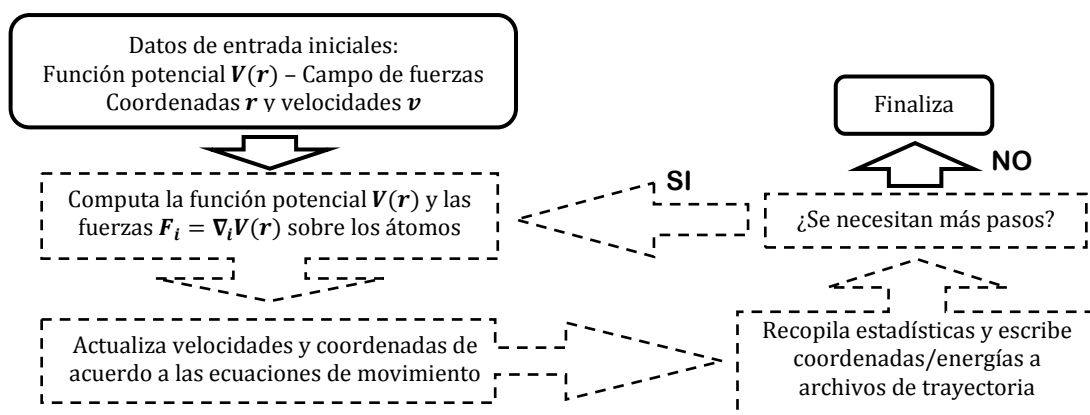 Datos de entrada iniciales:
Función potencial V(r) – Campo de fuerzas
Coordenadas r y velocidades v
Finaliza
NO
SI
Computa la función potencial V(r) y las
fuerzas F_i = ∇_i V(r) sobre los átomos
¿Se necesitan más pasos?
Actualiza velocidades y coordenadas de
acuerdo a las ecuaciones de movimiento
Recopila estadísticas y escribe
coordenadas/energías a
archivos de trayectoria